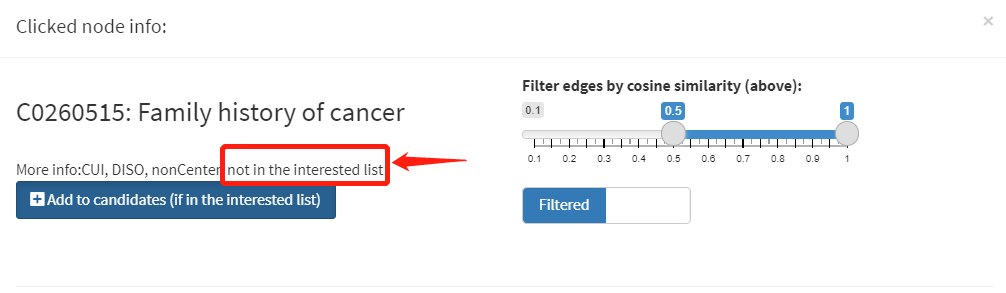 Clicked node info:
×
C0260515: Family history of cancer
More info:CUI, DISO, nonCenter not in the interested list
Add to candidates (if in the interested list)
Filter edges by cosine similarity (above):
0.1 0.5 1
0.1 0.2 0.3 0.4 0.5 0.6 0.7 0.8 0.9 1
Filtered